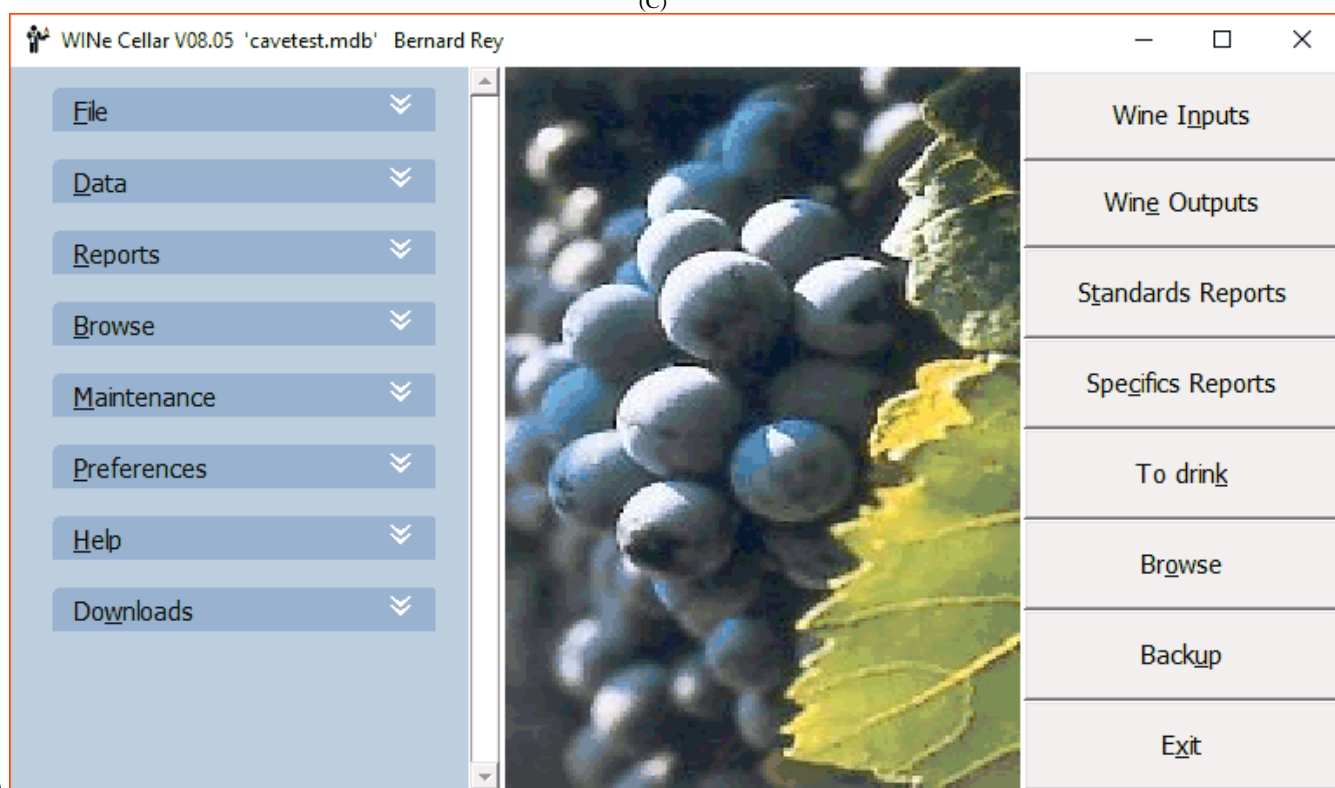 (C)
WINe Cellar V08.05 'cavetest.mdb' Bernard Rey
File
Data
Reports
Browse
Maintenance
Preferences
Help
Downloads
Wine Inputs
Wine Outputs
Standards Reports
Specifics Reports
To drink
Browse
Backup
Exit